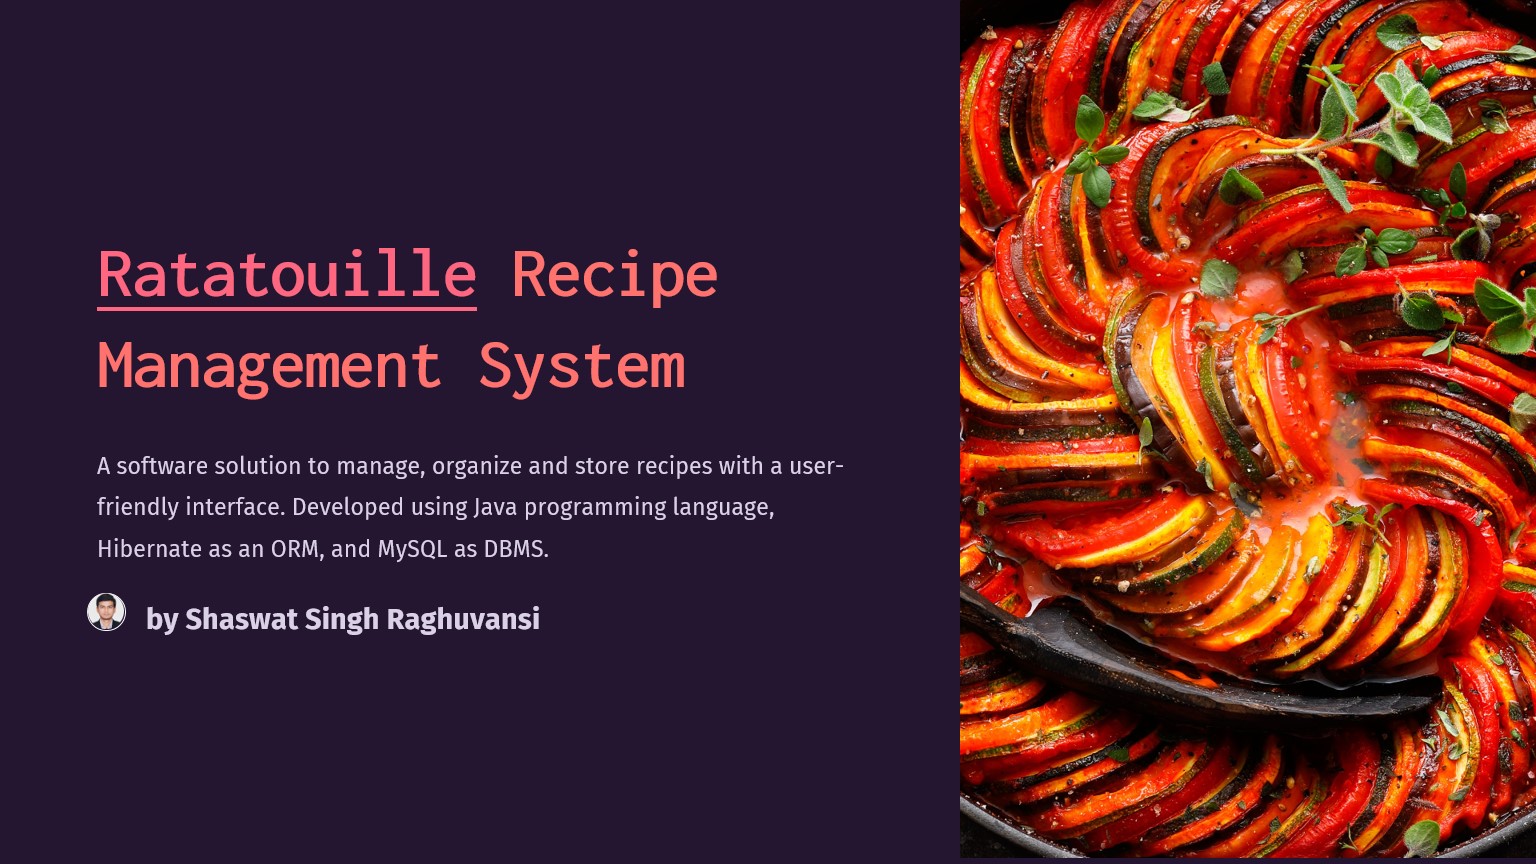 Ratatouille Recipe
Management System
A software solution to manage, organize and store recipes with a user-
friendly interface. Developed using Java programming language,
Hibernate as an ORM, and MySQL as DBMS.
by Shaswat Singh Raghuvansi